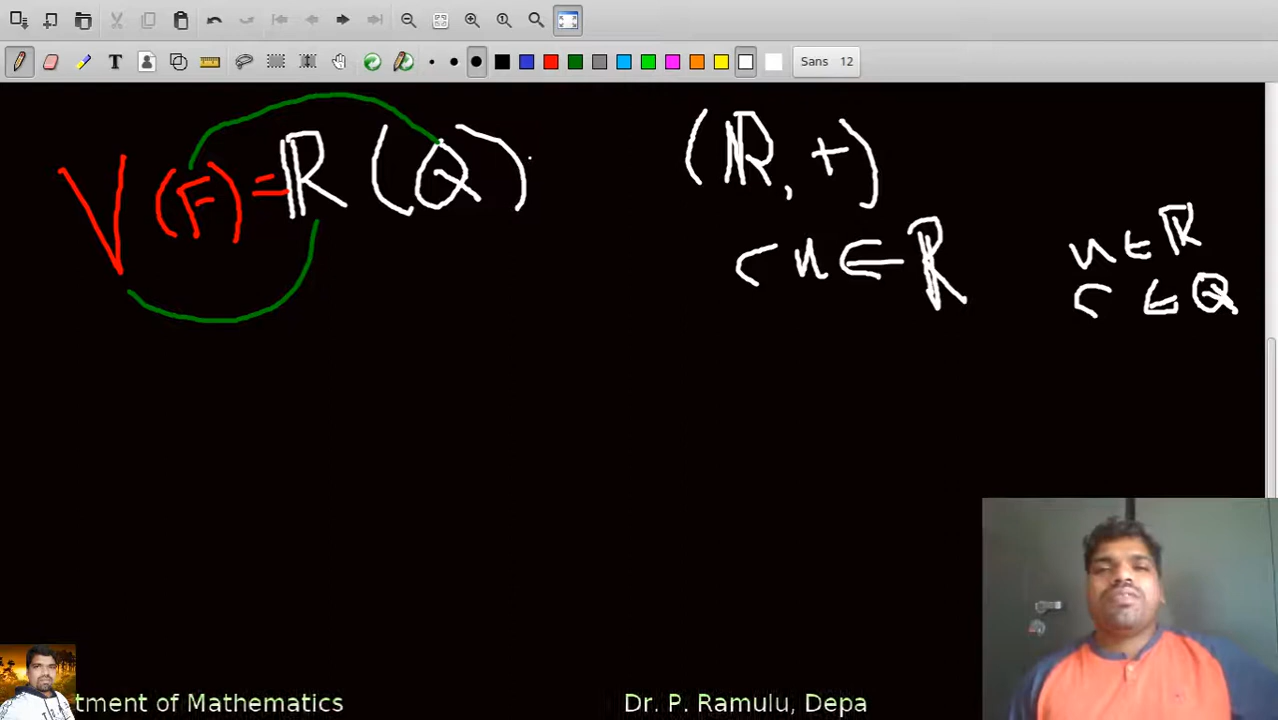 Sans 12
V (F) = ℝ (Q)
(ℝ, +)
c u ∈ ℝ
u ∈ ℝ
c ∈ Q
tment of Mathematics
Dr. P. Ramulu, Depa